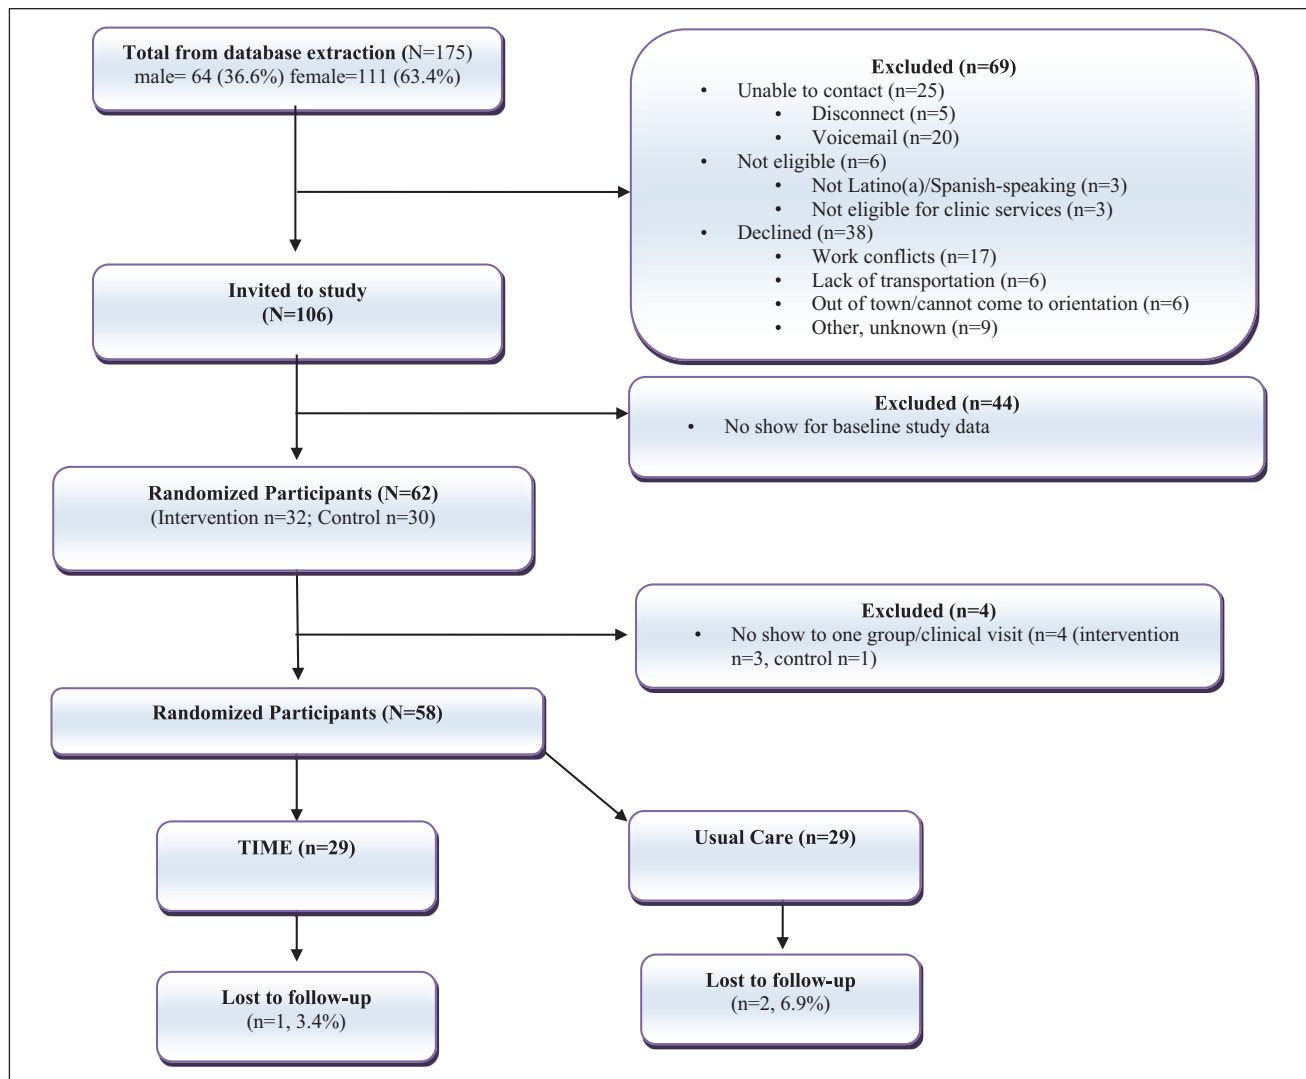 Total from database extraction (N=175)
male= 64 (36.6%) female=111 (63.4%)
Excluded (n=69)
• Unable to contact (n=25)
• Disconnect (n=5)
• Voicemail (n=20)
• Not eligible (n=6)
• Not Latino(a)/Spanish-speaking (n=3)
• Not eligible for clinic services (n=3)
• Declined (n=38)
• Work conflicts (n=17)
• Lack of transportation (n=6)
• Out of town/cannot come to orientation (n=6)
• Other, unknown (n=9)
Invited to study
(N=106)
Excluded (n=44)
• No show for baseline study data
Randomized Participants (N=62)
(Intervention n=32; Control n=30)
Excluded (n=4)
• No show to one group/clinical visit (n=4 (intervention
n=3, control n=1)
Randomized Participants (N=58)
TIME (n=29)
Usual Care (n=29)
Lost to follow-up
(n=1, 3.4%)
Lost to follow-up
(n=2, 6.9%)